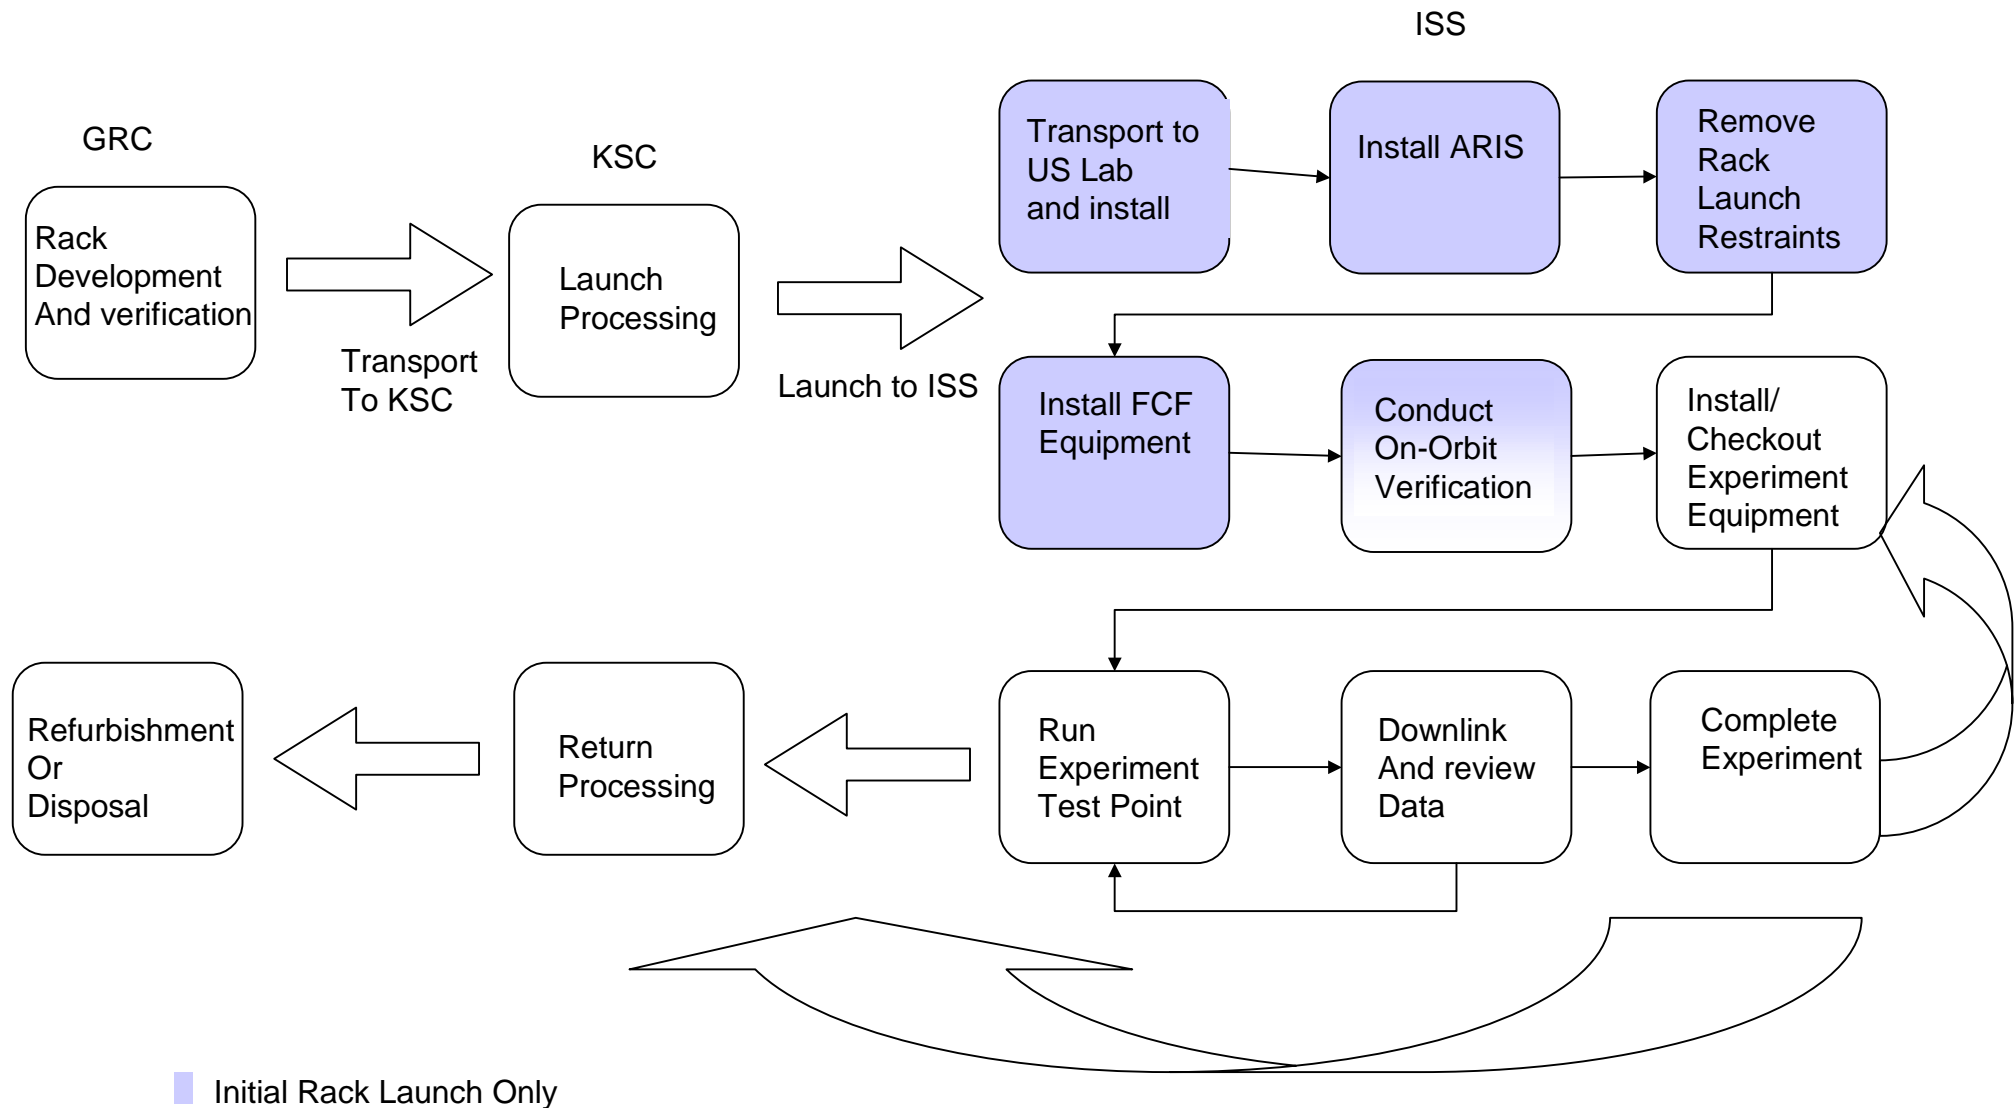 ISS
GRC
KSC
Rack
Development
And verification
Transport
To KSC
Launch
Processing
Launch to ISS
Transport to
US Lab
and install
Install ARIS
Remove
Rack
Launch
Restraints
Install FCF
Equipment
Conduct
On-Orbit
Verification
Install/
Checkout
Experiment
Equipment
Run
Experiment
Test Point
Downlink
And review
Data
Complete
Experiment
Return
Processing
Refurbishment
Or
Disposal
Initial Rack Launch Only